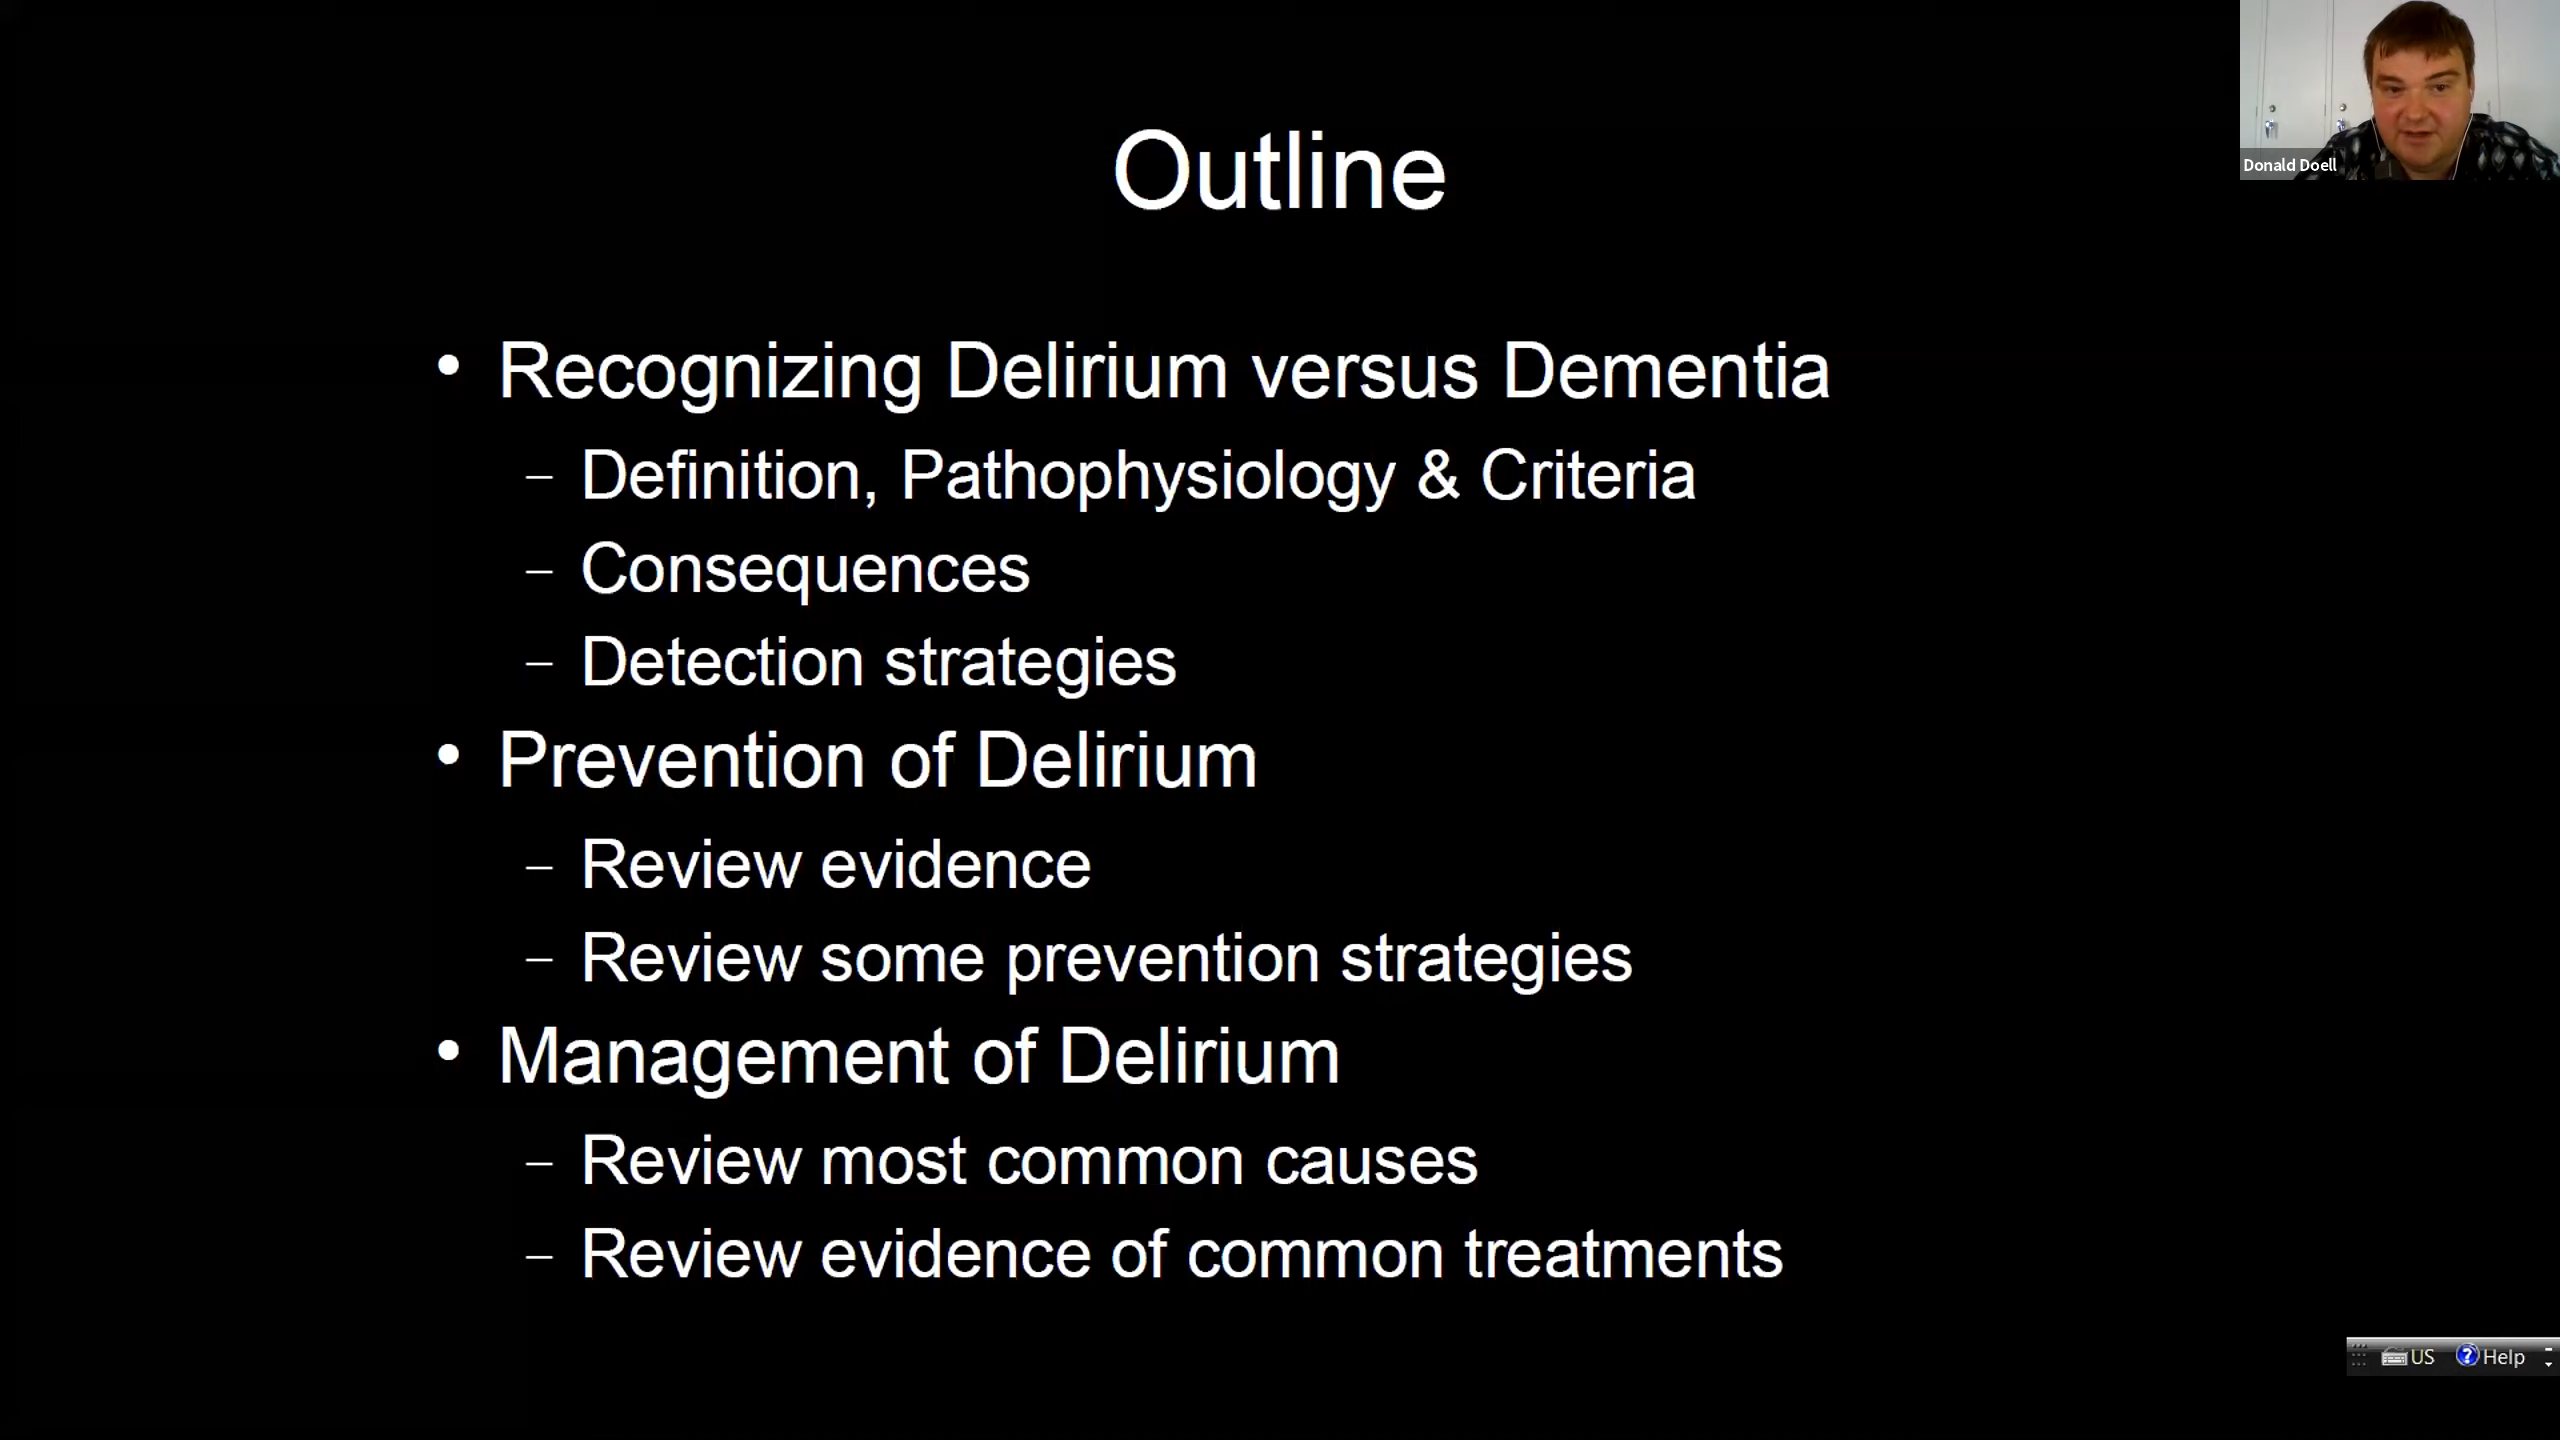 Outline
• Recognizing Delirium versus Dementia
– Definition, Pathophysiology & Criteria
– Consequences
– Detection strategies
• Prevention of Delirium
– Review evidence
– Review some prevention strategies
• Management of Delirium
– Review most common causes
– Review evidence of common treatments
Donald Doell
US ? Help